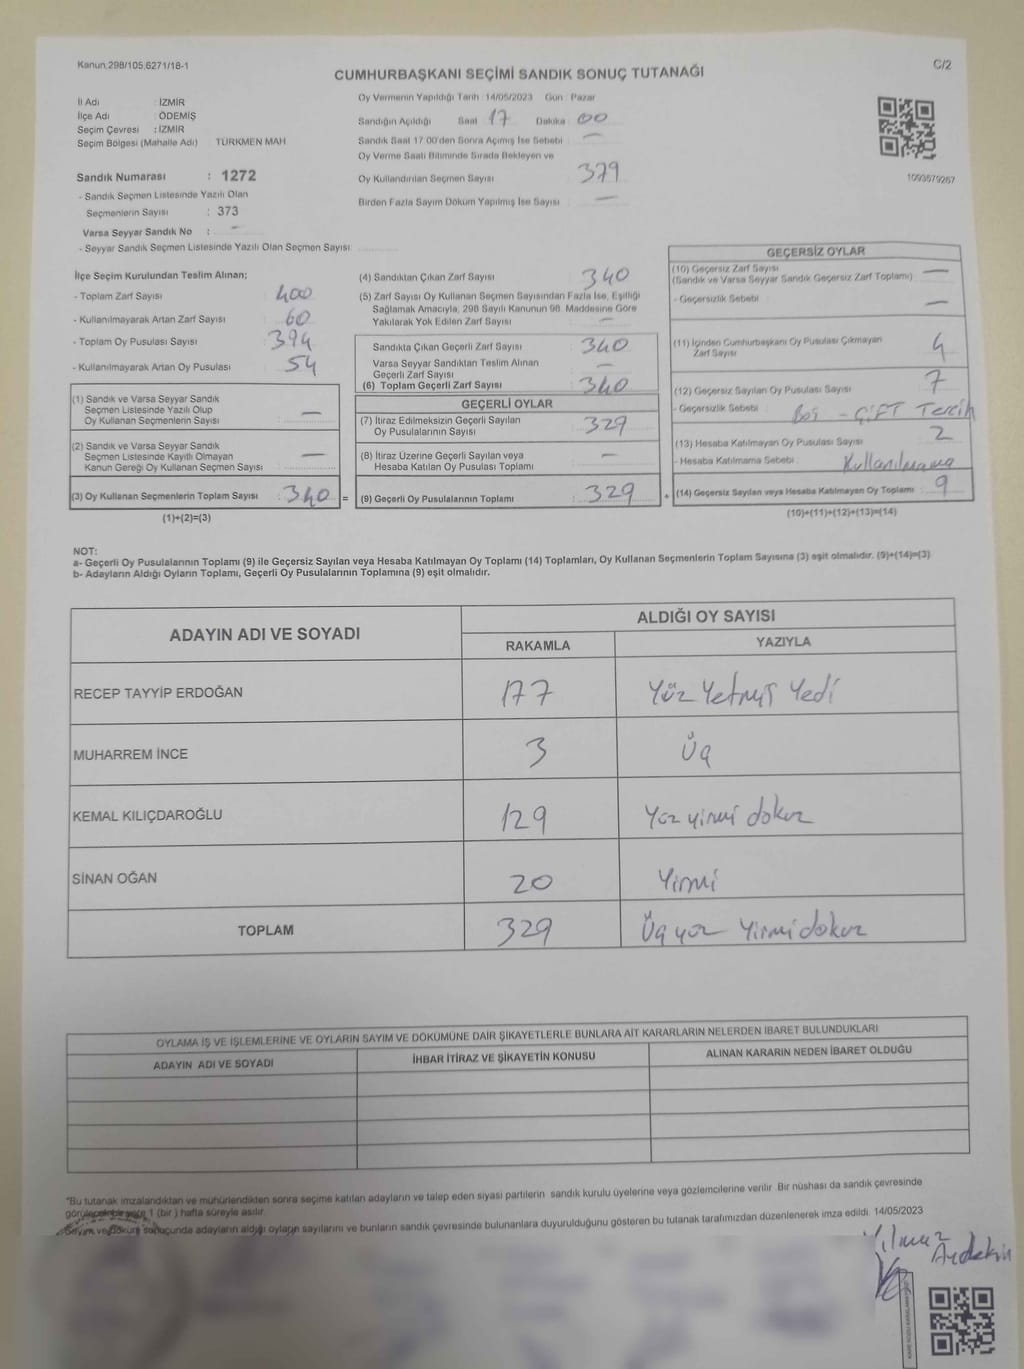 Kanun:298/105,6271/18-1
C/2
CUMHURBAŞKANI SEÇİMİ SANDIK SONUÇ TUTANAĞI
İl Adı : İZMİR
İlçe Adı : ÖDEMİŞ
Seçim Çevresi : İZMİR
Seçim Bölgesi (Mahalle Adı) TÜRKMEN MAH
Sandık Numarası : 1272
- Sandık Seçmen Listesinde Yazılı Olan
Seçmenlerin Sayısı : 373
Varsa Seyyar Sandık No : -
- Seyyar Sandık Seçmen Listesinde Yazılı Olan Seçmen Sayısı
Oy Vermenin Yapıldığı Tarih :14/05/2023 Gün : Pazar
Sandığın Açıldığı Saat 17 Dakika : 00
Sandık Saat 17:00'den Sonra Açılmış İse Sebebi : -
Oy Verme Saati Bitiminde Sırada Bekleyen ve
Oy Kullandırılan Seçmen Sayısı 379
Birden Fazla Sayım Döküm Yapılmış İse Sayısı : -
1093579267
İlçe Seçim Kurulundan Teslim Alınan;
- Toplam Zarf Sayısı : 400
- Kullanılmayarak Artan Zarf Sayısı : 60
- Toplam Oy Pusulası Sayısı : 394
- Kullanılmayarak Artan Oy Pusulası : 54
(1) Sandık ve Varsa Seyyar Sandık
Seçmen Listesinde Yazılı Olup
Oy Kullanan Seçmenlerin Sayısı : -
(2) Sandık ve Varsa Seyyar Sandık
Seçmen Listesinde Kayıtlı Olmayan
Kanun Gereği Oy Kullanan Seçmen Sayısı : -
(3) Oy Kullanan Seçmenlerin Toplam Sayısı : 340 =
(1)+(2)=(3)
(4) Sandıktan Çıkan Zarf Sayısı : 340
(5) Zarf Sayısı Oy Kullanan Seçmen Sayısından Fazla İse, Eşitliği
Sağlamak Amacıyla, 298 Sayılı Kanunun 98. Maddesine Göre
Yakılarak Yok Edilen Zarf Sayısı : -
Sandıkta Çıkan Geçerli Zarf Sayısı : 340
Varsa Seyyar Sandıktan Teslim Alınan
Geçerli Zarf Sayısı : -
(6) Toplam Geçerli Zarf Sayısı : 340
GEÇERLİ OYLAR
(7) İtiraz Edilmeksizin Geçerli Sayılan
Oy Pusulalarının Sayısı : 329
(8) İtiraz Üzerine Geçerli Sayılan veya
Hesaba Katılan Oy Pusulası Toplamı : -
(9) Geçerli Oy Pusulalarının Toplamı : 329 +
GEÇERSİZ OYLAR
(10) Geçersiz Zarf Sayısı
(Sandık ve Varsa Seyyar Sandık Geçersiz Zarf Toplamı) : -
- Geçersizlik Sebebi : -
(11) İçinden Cumhurbaşkanı Oy Pusulası Çıkmayan
Zarf Sayısı : 4
(12) Geçersiz Sayılan Oy Pusulası Sayısı : 7
- Geçersizlik Sebebi : Boş - ÇİFT Tercih
(13) Hesaba Katılmayan Oy Pusulası Sayısı : 2
- Hesaba Katılmama Sebebi : Kullanılmama
(14) Geçersiz Sayılan veya Hesaba Katılmayan Oy Toplamı : 9
(10)+(11)+(12)+(13)=(14)
NOT:
a- Geçerli Oy Pusulalarının Toplamı (9) ile Geçersiz Sayılan veya Hesaba Katılmayan Oy Toplamı (14) Toplamları, Oy Kullanan Seçmenlerin Toplam Sayısına (3) eşit olmalıdır. (9)+(14)=(3)
b- Adayların Aldığı Oyların Toplamı, Geçerli Oy Pusulalarının Toplamına (9) eşit olmalıdır.
ADAYIN ADI VE SOYADI ALDIĞI OY SAYISI
RAKAMLA YAZIYLA
RECEP TAYYİP ERDOĞAN 177 Yüz Yetmiş Yedi
MUHARREM İNCE 3 Üç
KEMAL KILIÇDAROĞLU 129 Yüz yirmi dokuz
SİNAN OĞAN 20 Yirmi
TOPLAM 329 Üç yüz Yirmi dokuz
OYLAMA İŞ VE İŞLEMLERİNE VE OYLARIN SAYIM VE DÖKÜMÜNE DAİR ŞİKAYETLERLE BUNLARA AİT KARARLARIN NELERDEN İBARET BULUNDUKLARI
ADAYIN ADI VE SOYADI İHBAR İTİRAZ VE ŞİKAYETİN KONUSU ALINAN KARARIN NEDEN İBARET OLDUĞU
"Bu tutanak imzalandıktan ve mühürlendikten sonra seçime katılan adayların ve talep eden siyasi partilerin sandık kurulu üyelerine veya gözlemcilerine verilir. Bir nüshası da sandık çevresinde
görülecek bir yere 1 (bir) hafta süreyle asılır.
Sayım ve döküm sonucunda adayların aldığı oyların sayılarını ve bunların sandık çevresinde bulunanlara duyurulduğunu gösteren bu tutanak tarafımızdan düzenlenerek imza edildi. 14/05/2023
Yılmaz